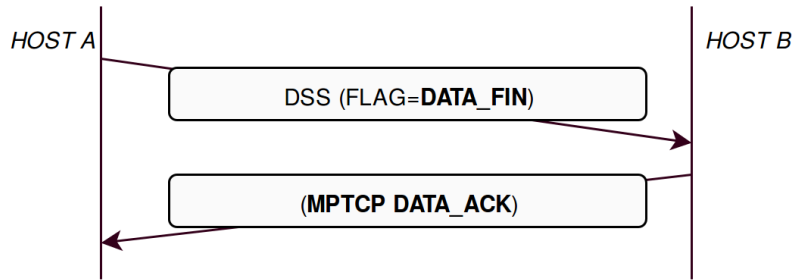 HOST A
HOST B
DSS (FLAG=DATA_FIN)
(MPTCP DATA_ACK)